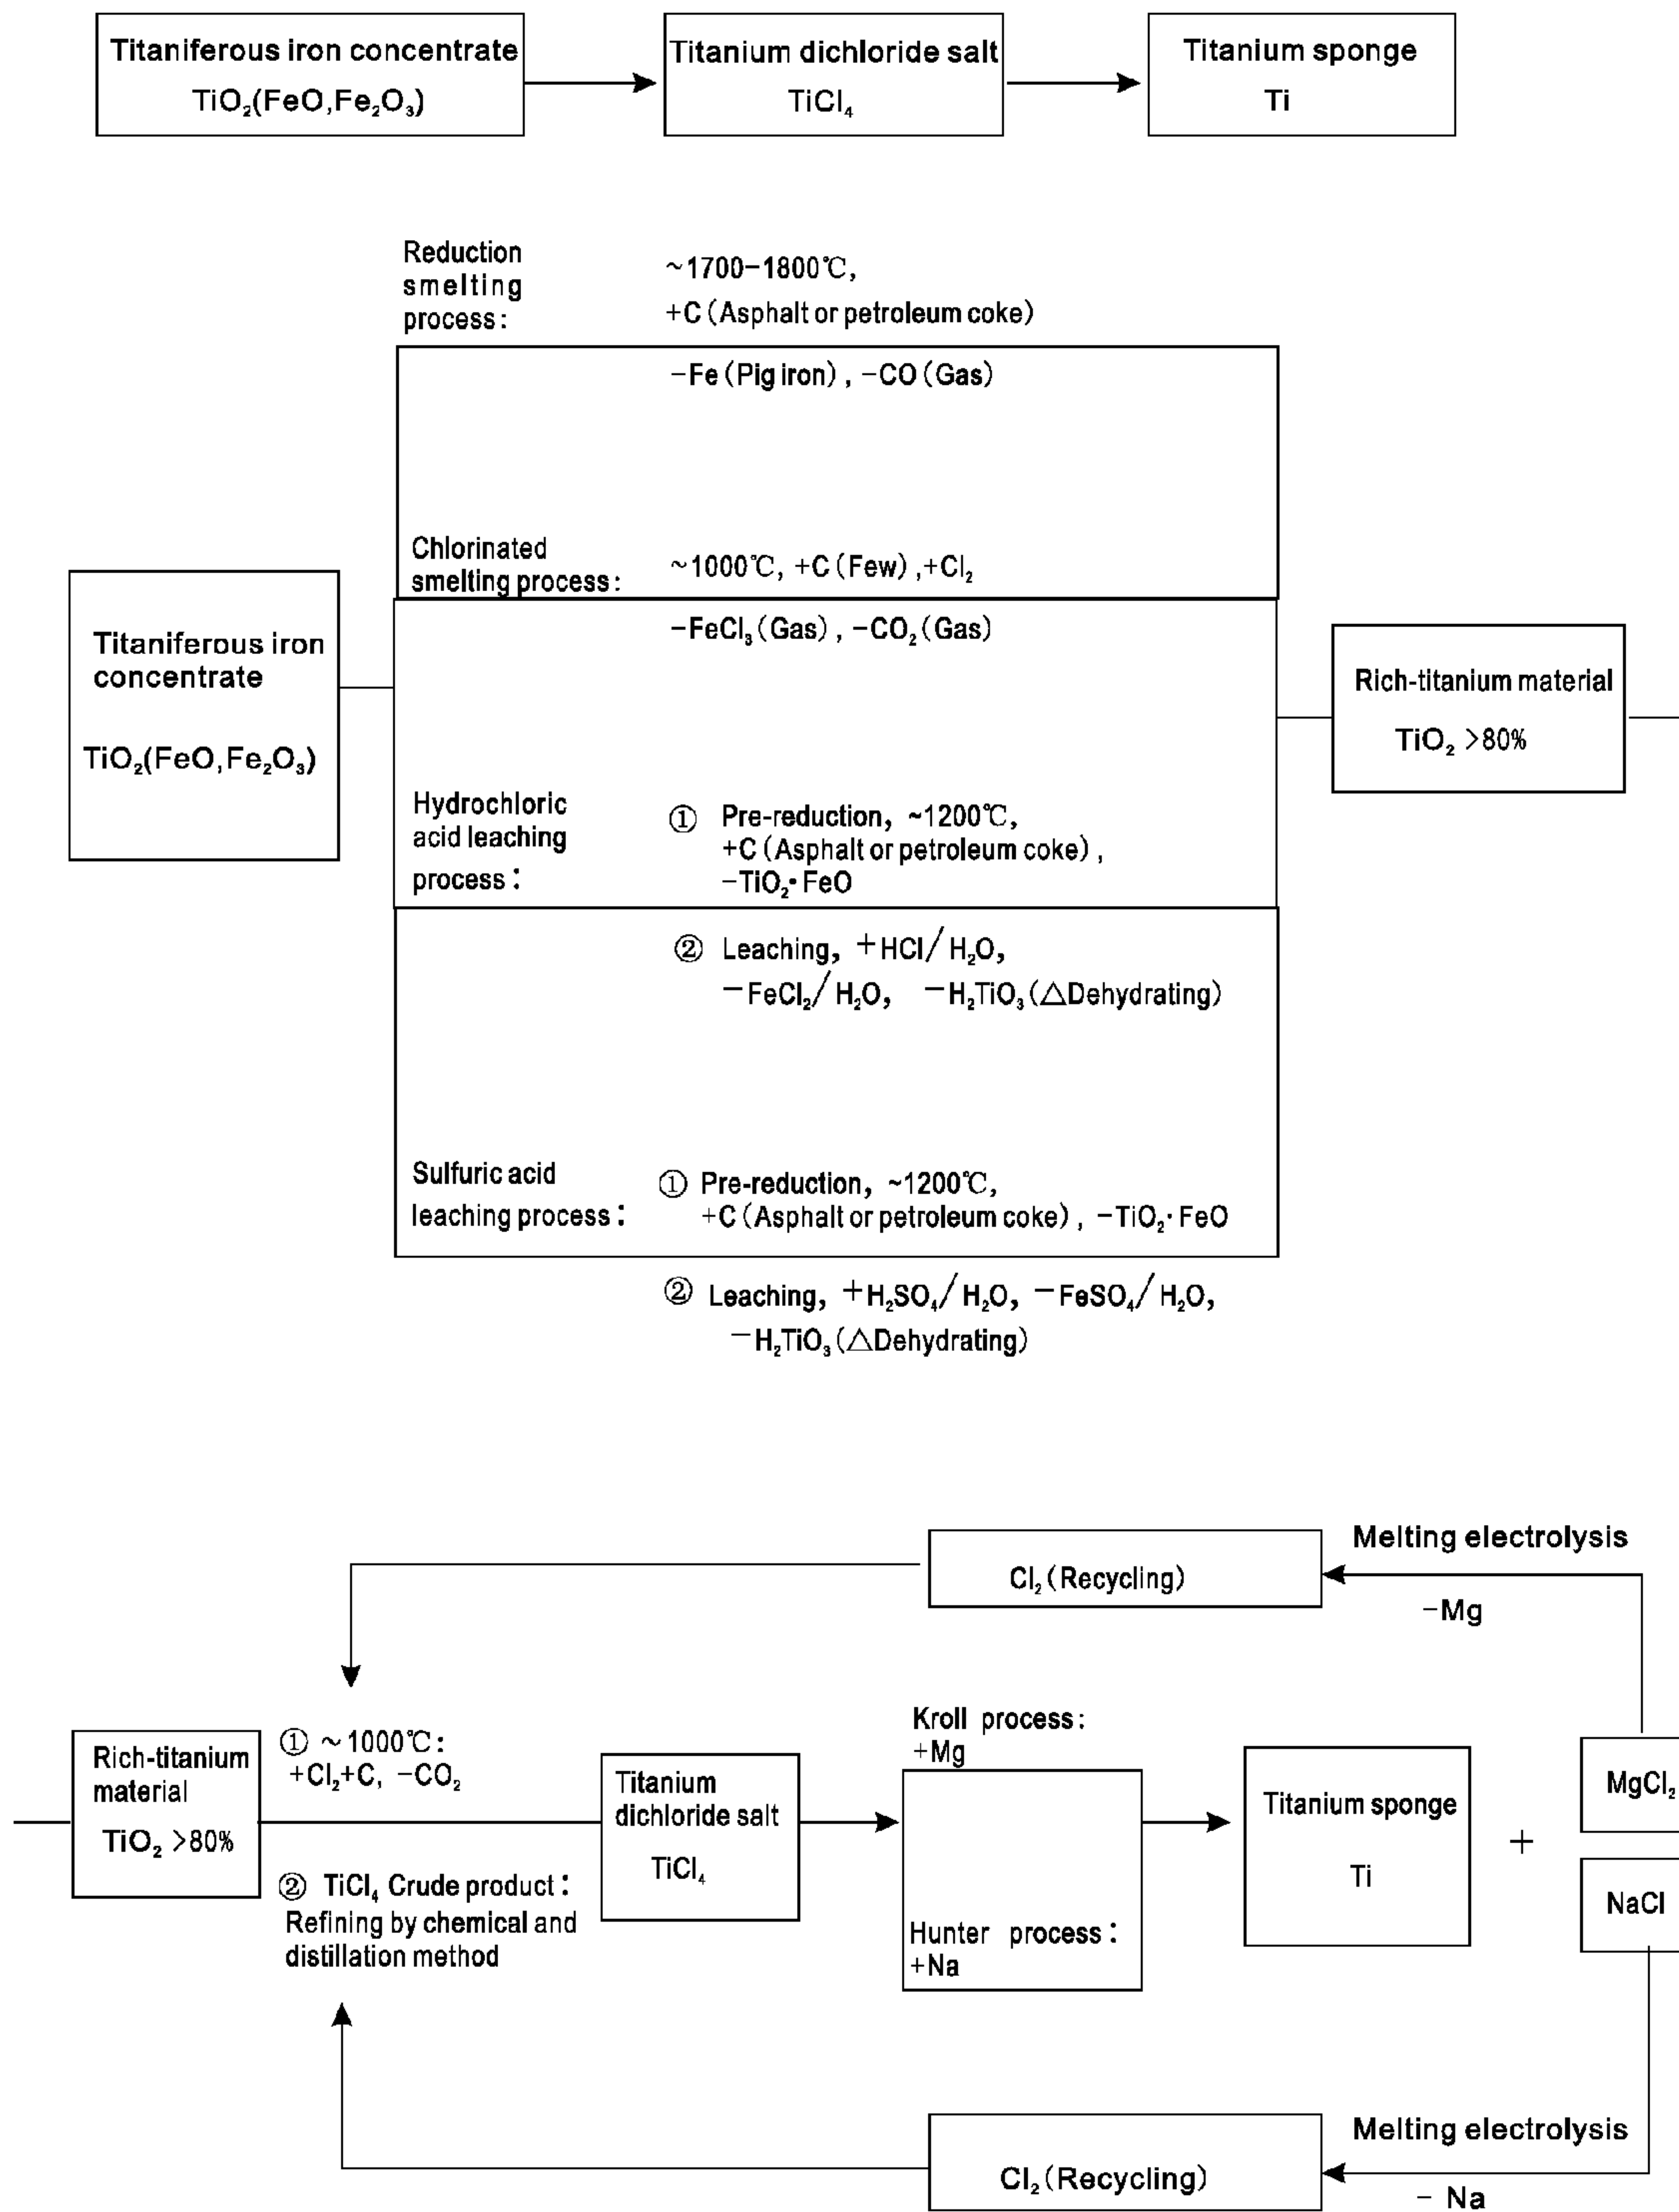 Titaniferous iron concentrate
TiO₂(FeO,Fe₂O₃)
Titanium dichloride salt
TiCl₄
Titanium sponge
Ti
Reduction
smelting
process:
~1700-1800℃,
+C(Asphalt or petroleum coke)
-Fe(Pig iron), -CO(Gas)
Chlorinated
smelting process:
~1000℃, +C(Few),+Cl₂
-FeCl₃(Gas), -CO₂(Gas)
Titaniferous iron
concentrate
TiO₂(FeO,Fe₂O₃)
Rich-titanium material
TiO₂ >80%
Hydrochloric
acid leaching
process:
① Pre-reduction, ~1200℃,
+C(Asphalt or petroleum coke),
-TiO₂·FeO
② Leaching, +HCl/H₂O,
-FeCl₂/H₂O, -H₂TiO₃(△Dehydrating)
Sulfuric acid
leaching process:
① Pre-reduction, ~1200℃,
+C(Asphalt or petroleum coke), -TiO₂·FeO
② Leaching, +H₂SO₄/H₂O, -FeSO₄/H₂O,
-H₂TiO₃(△Dehydrating)
Cl₂(Recycling)
Melting electrolysis
-Mg
Rich-titanium
material
TiO₂ >80%
① ~1000℃:
+Cl₂+C, -CO₂
② TiCl₄ Crude product:
Refining by chemical and
distillation method
Titanium
dichloride salt
TiCl₄
Kroll process:
+Mg
Hunter process:
+Na
Titanium sponge
Ti
+
MgCl₂
NaCl
Cl₂(Recycling)
Melting electrolysis
- Na